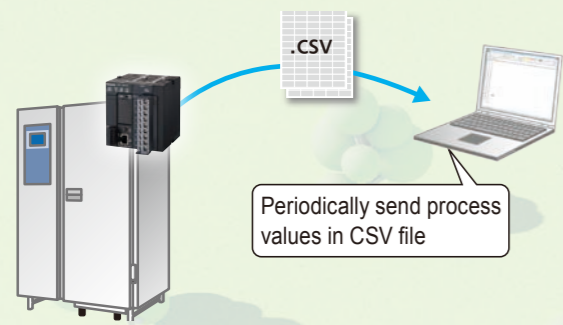 .CSV
Periodically send process
values in CSV file